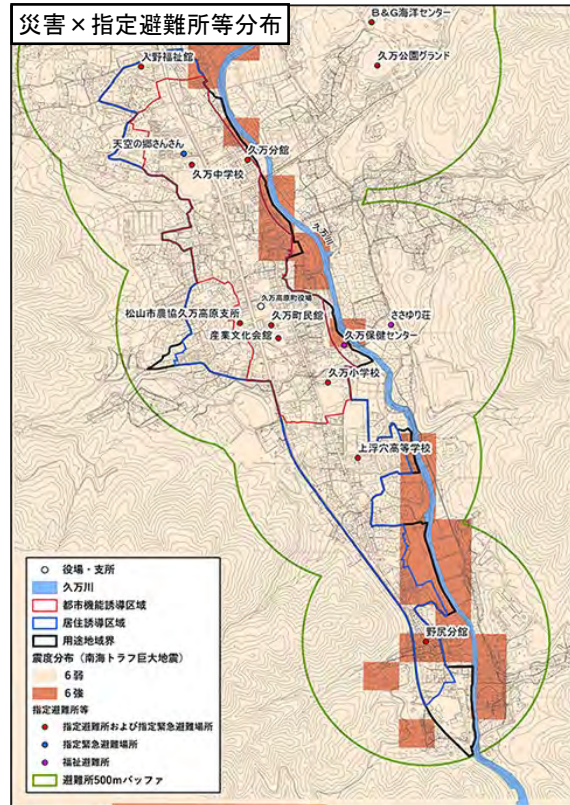 災害×指定避難所等分布
B＆G海洋センター
久万公園グランド
入野福祉館
天空の郷さんさん
久万分館
久万中学校
久万川
久万高原町役場
松山市農協久万高原支所
久万町民館
ささゆり荘
産業文化会館
久万保健センター
久万小学校
上浮穴高等学校
野尻分館
役場・支所
久万川
都市機能誘導区域
居住誘導区域
用途地域界
震度分布（南海トラフ巨大地震）
６弱
６強
指定避難所等
指定避難所および指定緊急避難場所
指定緊急避難場所
福祉避難所
避難所500mバッファ